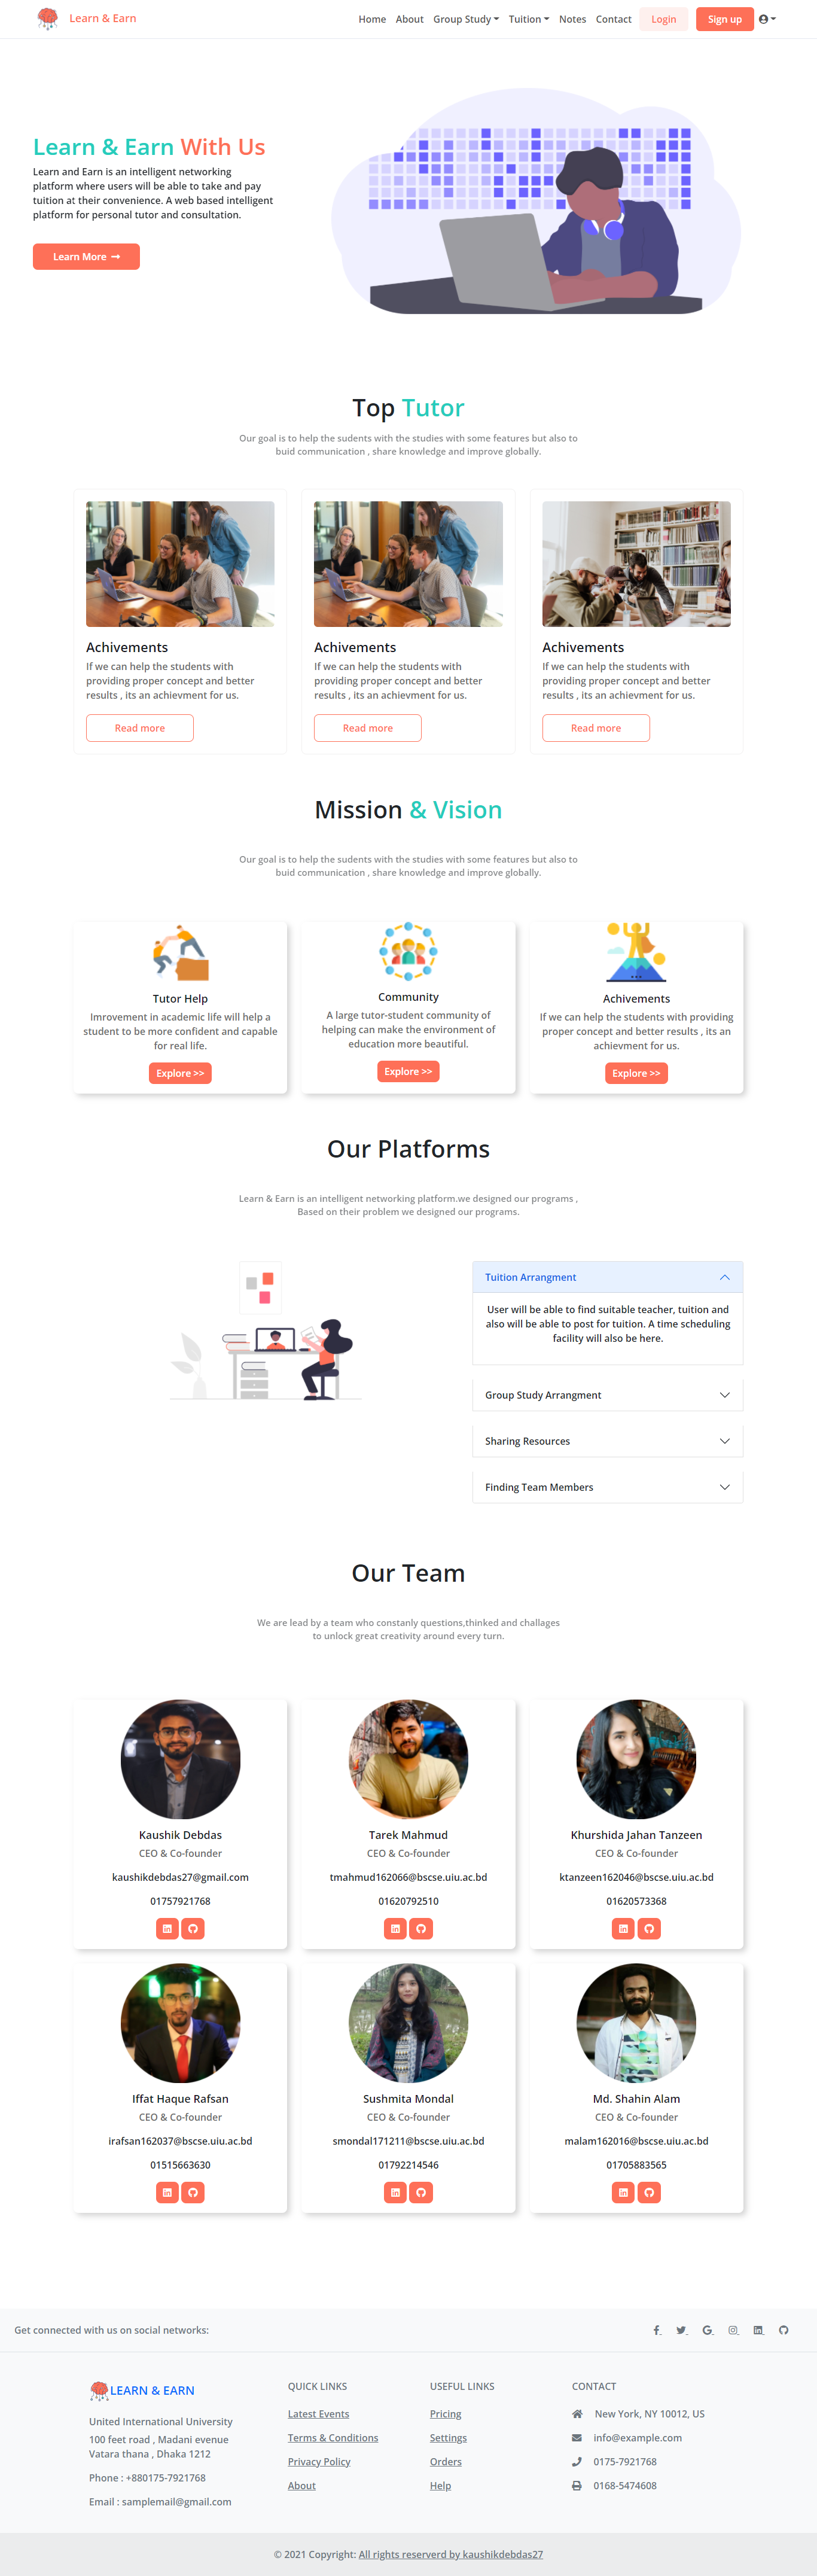 Learn & Earn
Home About Group Study Tuition Notes Contact Login Sign up
Learn & Earn With Us
Learn and Earn is an intelligent networking
platform where users will be able to take and pay
tuition at their convenience. A web based intelligent
platform for personal tutor and consultation.
Learn More
Top Tutor
Our goal is to help the sudents with the studies with some features but also to
buid communication , share knowledge and improve globally.
Achivements
If we can help the students with
providing proper concept and better
results , its an achievment for us.
Read more
Achivements
If we can help the students with
providing proper concept and better
results , its an achievment for us.
Read more
Achivements
If we can help the students with
providing proper concept and better
results , its an achievment for us.
Read more
Mission & Vision
Our goal is to help the sudents with the studies with some features but also to
buid communication , share knowledge and improve globally.
Tutor Help
Imrovement in academic life will help a
student to be more confident and capable
for real life.
Explore >>
Community
A large tutor-student community of
helping can make the environment of
education more beautiful.
Explore >>
Achivements
If we can help the students with providing
proper concept and better results , its an
achievment for us.
Explore >>
Our Platforms
Learn & Earn is an intelligent networking platform.we designed our programs ,
Based on their problem we designed our programs.
Tuition Arrangment
User will be able to find suitable teacher, tuition and
also will be able to post for tuition. A time scheduling
facility will also be here.
Group Study Arrangment
Sharing Resources
Finding Team Members
Our Team
We are lead by a team who constanly questions,thinked and challages
to unlock great creativity around every turn.
Kaushik Debdas
CEO & Co-founder
kaushikdebdas27@gmail.com
01757921768
Tarek Mahmud
CEO & Co-founder
tmahmud162066@bscse.uiu.ac.bd
01620792510
Khurshida Jahan Tanzeen
CEO & Co-founder
ktanzeen162046@bscse.uiu.ac.bd
01620573368
Iffat Haque Rafsan
CEO & Co-founder
irafsan162037@bscse.uiu.ac.bd
01515663630
Sushmita Mondal
CEO & Co-founder
smondal171211@bscse.uiu.ac.bd
01792214546
Md. Shahin Alam
CEO & Co-founder
malam162016@bscse.uiu.ac.bd
01705883565
Get connected with us on social networks:
LEARN & EARN
United International University
100 feet road , Madani evenue
Vatara thana , Dhaka 1212
Phone : +880175-7921768
Email : samplemail@gmail.com
QUICK LINKS
Latest Events
Terms & Conditions
Privacy Policy
About
USEFUL LINKS
Pricing
Settings
Orders
Help
CONTACT
New York, NY 10012, US
info@example.com
0175-7921768
0168-5474608
© 2021 Copyright: All rights reserverd by kaushikdebdas27